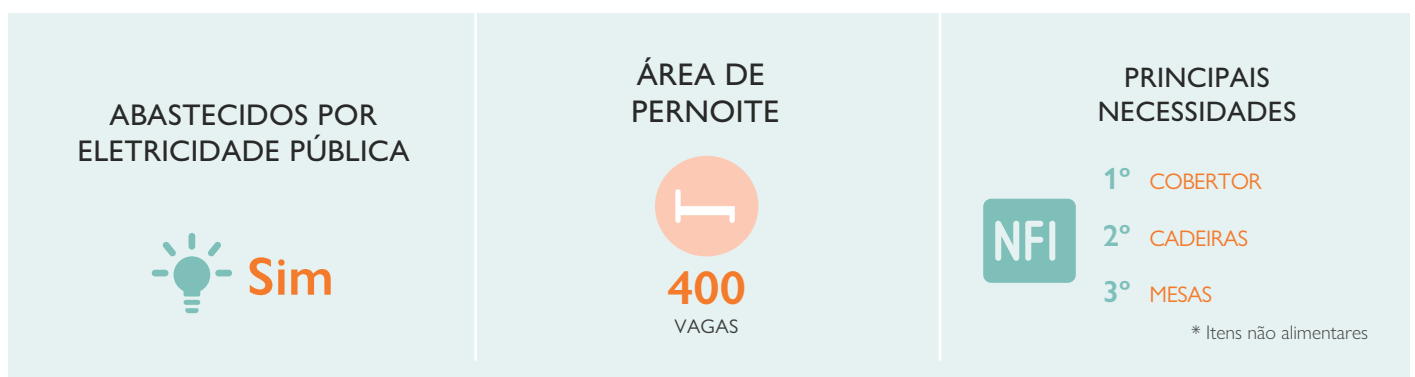 ABASTECIDOS POR
ELETRICIDADE PÚBLICA
Sim
ÁREA DE
PERNOITE
400
VAGAS
PRINCIPAIS
NECESSIDADES
NFI
1º COBERTOR
2º CADEIRAS
3º MESAS
* Itens não alimentares